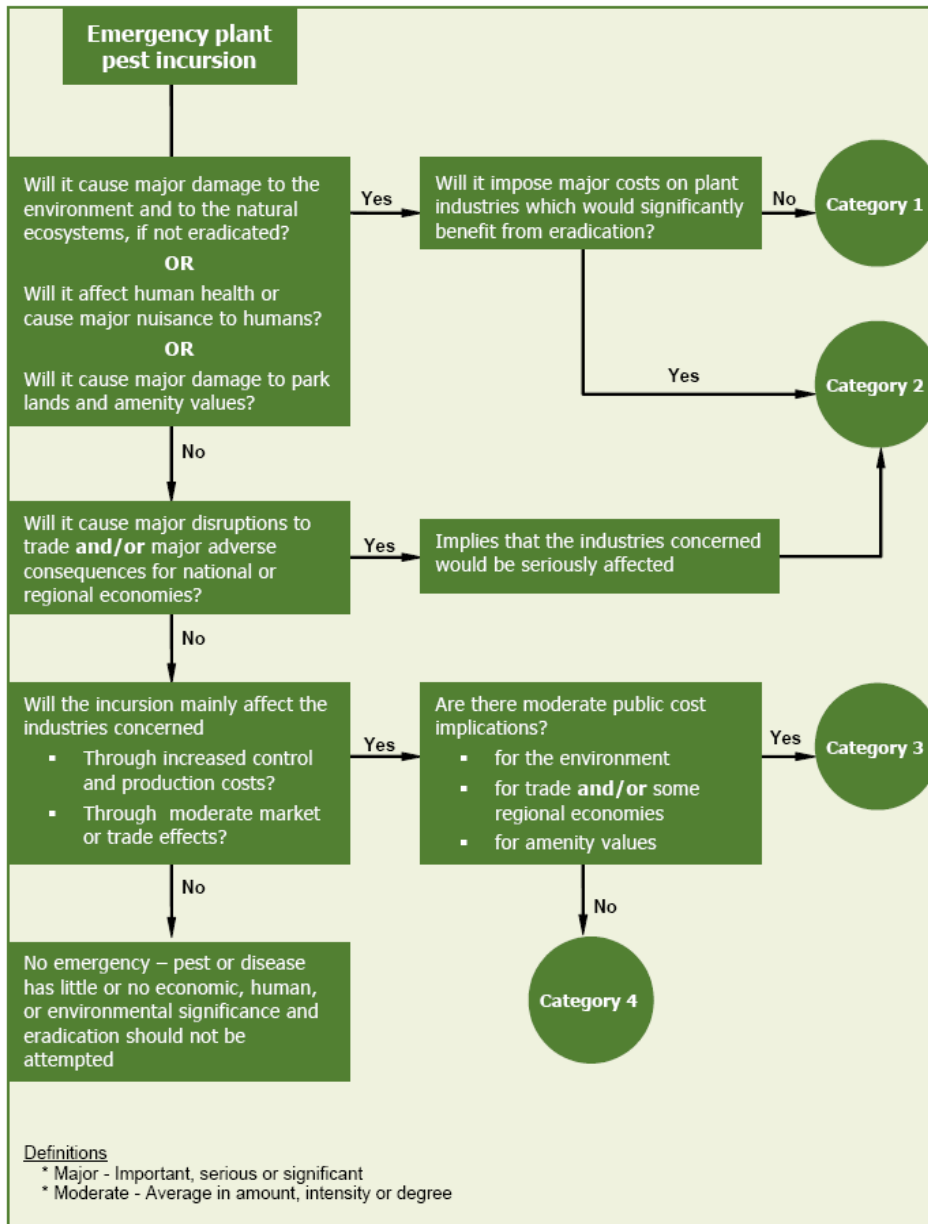 Emergency plant
pest incursion
Will it cause major damage to the
environment and to the natural
ecosystems, if not eradicated?
OR
Will it affect human health or
cause major nuisance to humans?
OR
Will it cause major damage to park
lands and amenity values?
Yes
Will it impose major costs on plant
industries which would significantly
benefit from eradication?
No
Category 1
Yes
Category 2
No
Will it cause major disruptions to
trade and/or major adverse
consequences for national or
regional economies?
Yes
Implies that the industries concerned
would be seriously affected
No
Will the incursion mainly affect the
industries concerned
▪ Through increased control
and production costs?
▪ Through moderate market
or trade effects?
Yes
Are there moderate public cost
implications?
▪ for the environment
▪ for trade and/or some
regional economies
▪ for amenity values
Yes
Category 3
No
No
No emergency – pest or disease
has little or no economic, human,
or environmental significance and
eradication should not be
attempted
Category 4
Definitions
* Major - Important, serious or significant
* Moderate - Average in amount, intensity or degree